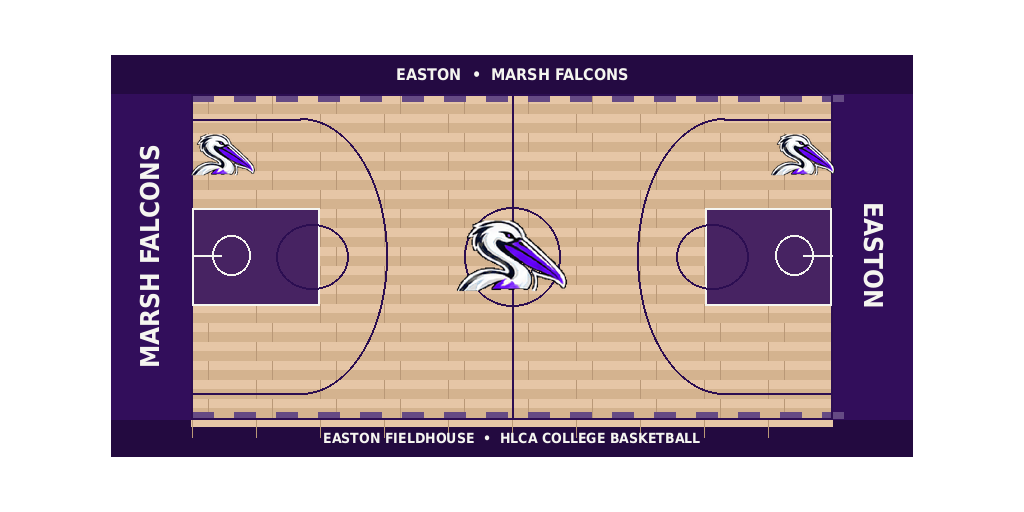 EASTON • MARSH FALCONS
MARSH FALCONS
EASTON
EASTON FIELDHOUSE • HLCA COLLEGE BASKETBALL